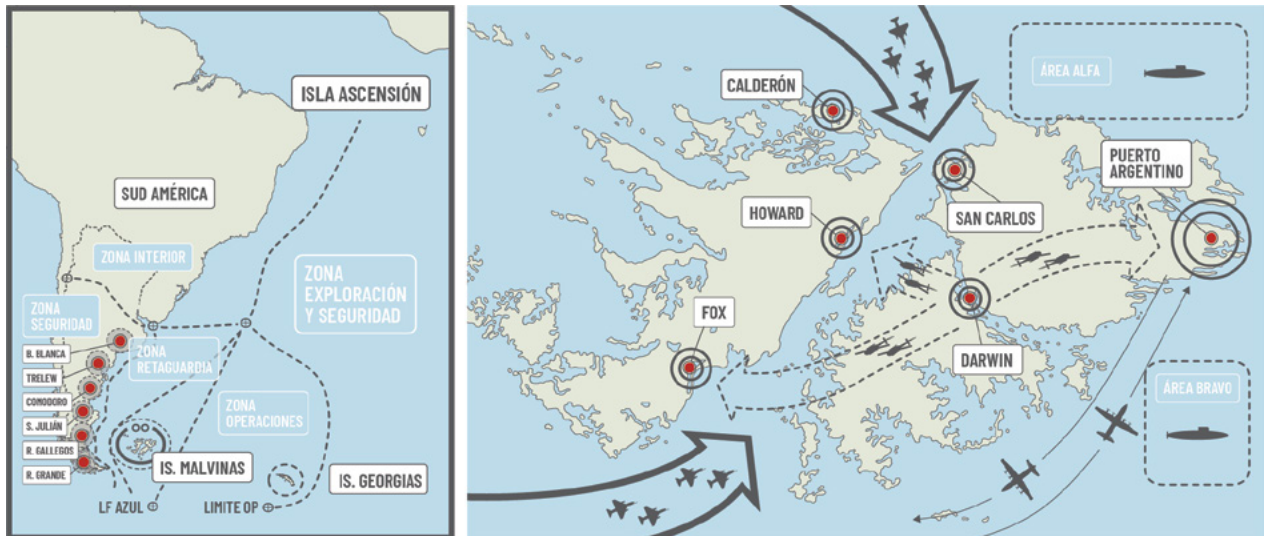 ISLA ASCENSIÓN
SUD AMÉRICA
ZONA INTERIOR
ZONA
EXPLORACIÓN
Y SEGURIDAD
ZONA
SEGURIDAD
B. BLANCA
TRELEW
COMODORO
S. JULIÁN
R. GALLEGOS
R. GRANDE
ZONA
RETAGUARDIA
ZONA
OPERACIONES
IS. MALVINAS
IS. GEORGIAS
LF AZUL
LIMITE OP
CALDERÓN
ÁREA ALFA
PUERTO
ARGENTINO
HOWARD
SAN CARLOS
FOX
DARWIN
ÁREA BRAVO